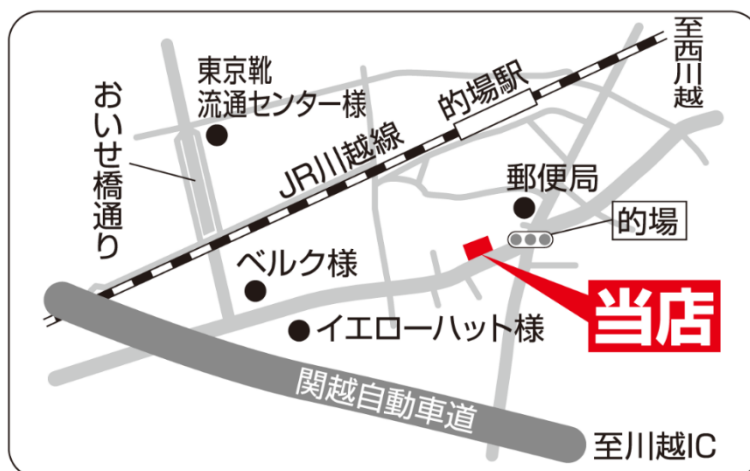 東京靴
流通センター様
おいせ橋通り
JR川越線
的場駅
至西川越
郵便局
的場
ベルク様
当店
イエローハット様
関越自動車道
至川越IC